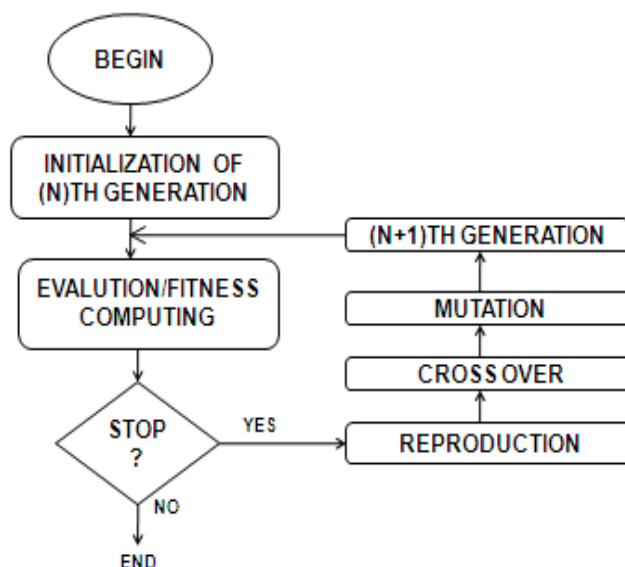 BEGIN
INITIALIZATION OF
(N)TH GENERATION
(N+1)TH GENERATION
EVALUTION/FITNESS
COMPUTING
MUTATION
CROSS OVER
STOP
?
YES
REPRODUCTION
NO
END